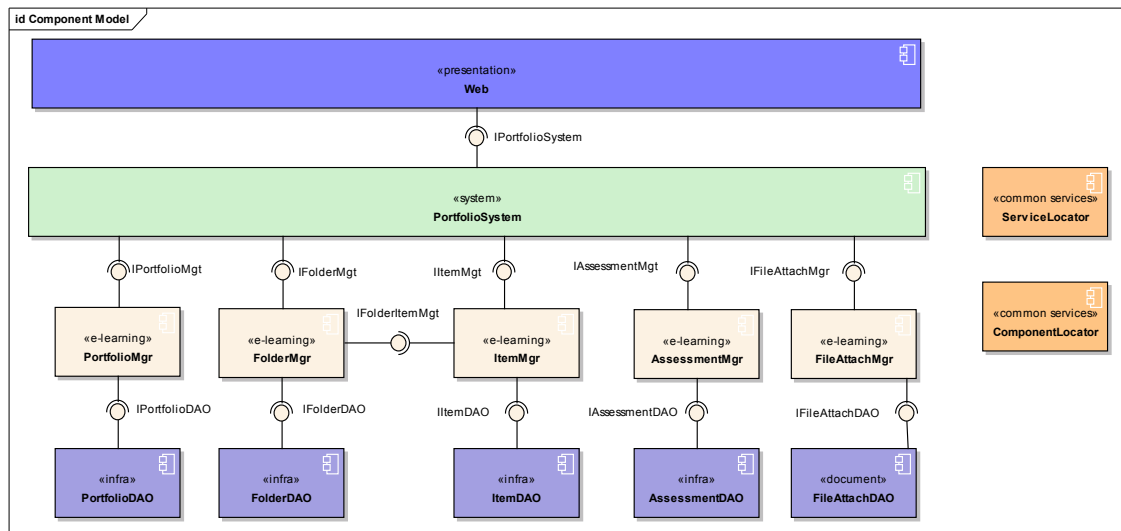 id Component Model
«presentation»
Web
IPortfolioSystem
«system»
PortfolioSystem
«common services»
ServiceLocator
IPortfolioMgt
IFolderMgt
IItemMgt
IAssessmentMgt
IFileAttachMgr
«common services»
ComponentLocator
IFolderItemMgt
«e-learning»
PortfolioMgr
«e-learning»
FolderMgr
«e-learning»
ItemMgr
«e-learning»
AssessmentMgr
«e-learning»
FileAttachMgr
IPortfolioDAO
IFolderDAO
IItemDAO
IAssessmentDAO
IFileAttachDAO
«infra»
PortfolioDAO
«infra»
FolderDAO
«infra»
ItemDAO
«infra»
AssessmentDAO
«document»
FileAttachDAO